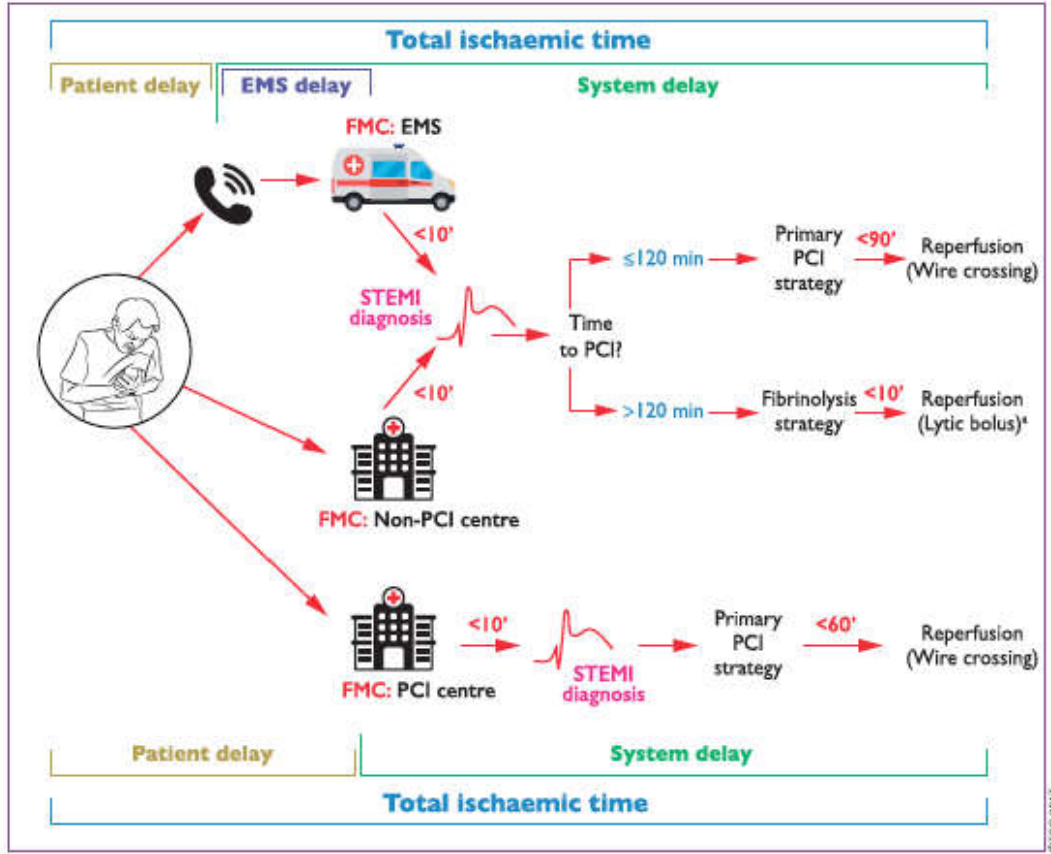 Total ischaemic time
Patient delay
EMS delay
System delay
FMC: EMS
<10'
STEMI
diagnosis
<10'
FMC: Non-PCI centre
Time
to PCI?
≤120 min
Primary
PCI
strategy
<90'
Reperfusion
(Wire crossing)
>120 min
Fibrinolysis
strategy
<10'
Reperfusion
(Lytic bolus)ª
FMC: PCI centre
<10'
STEMI
diagnosis
Primary
PCI
strategy
<60'
Reperfusion
(Wire crossing)
Patient delay
System delay
Total ischaemic time